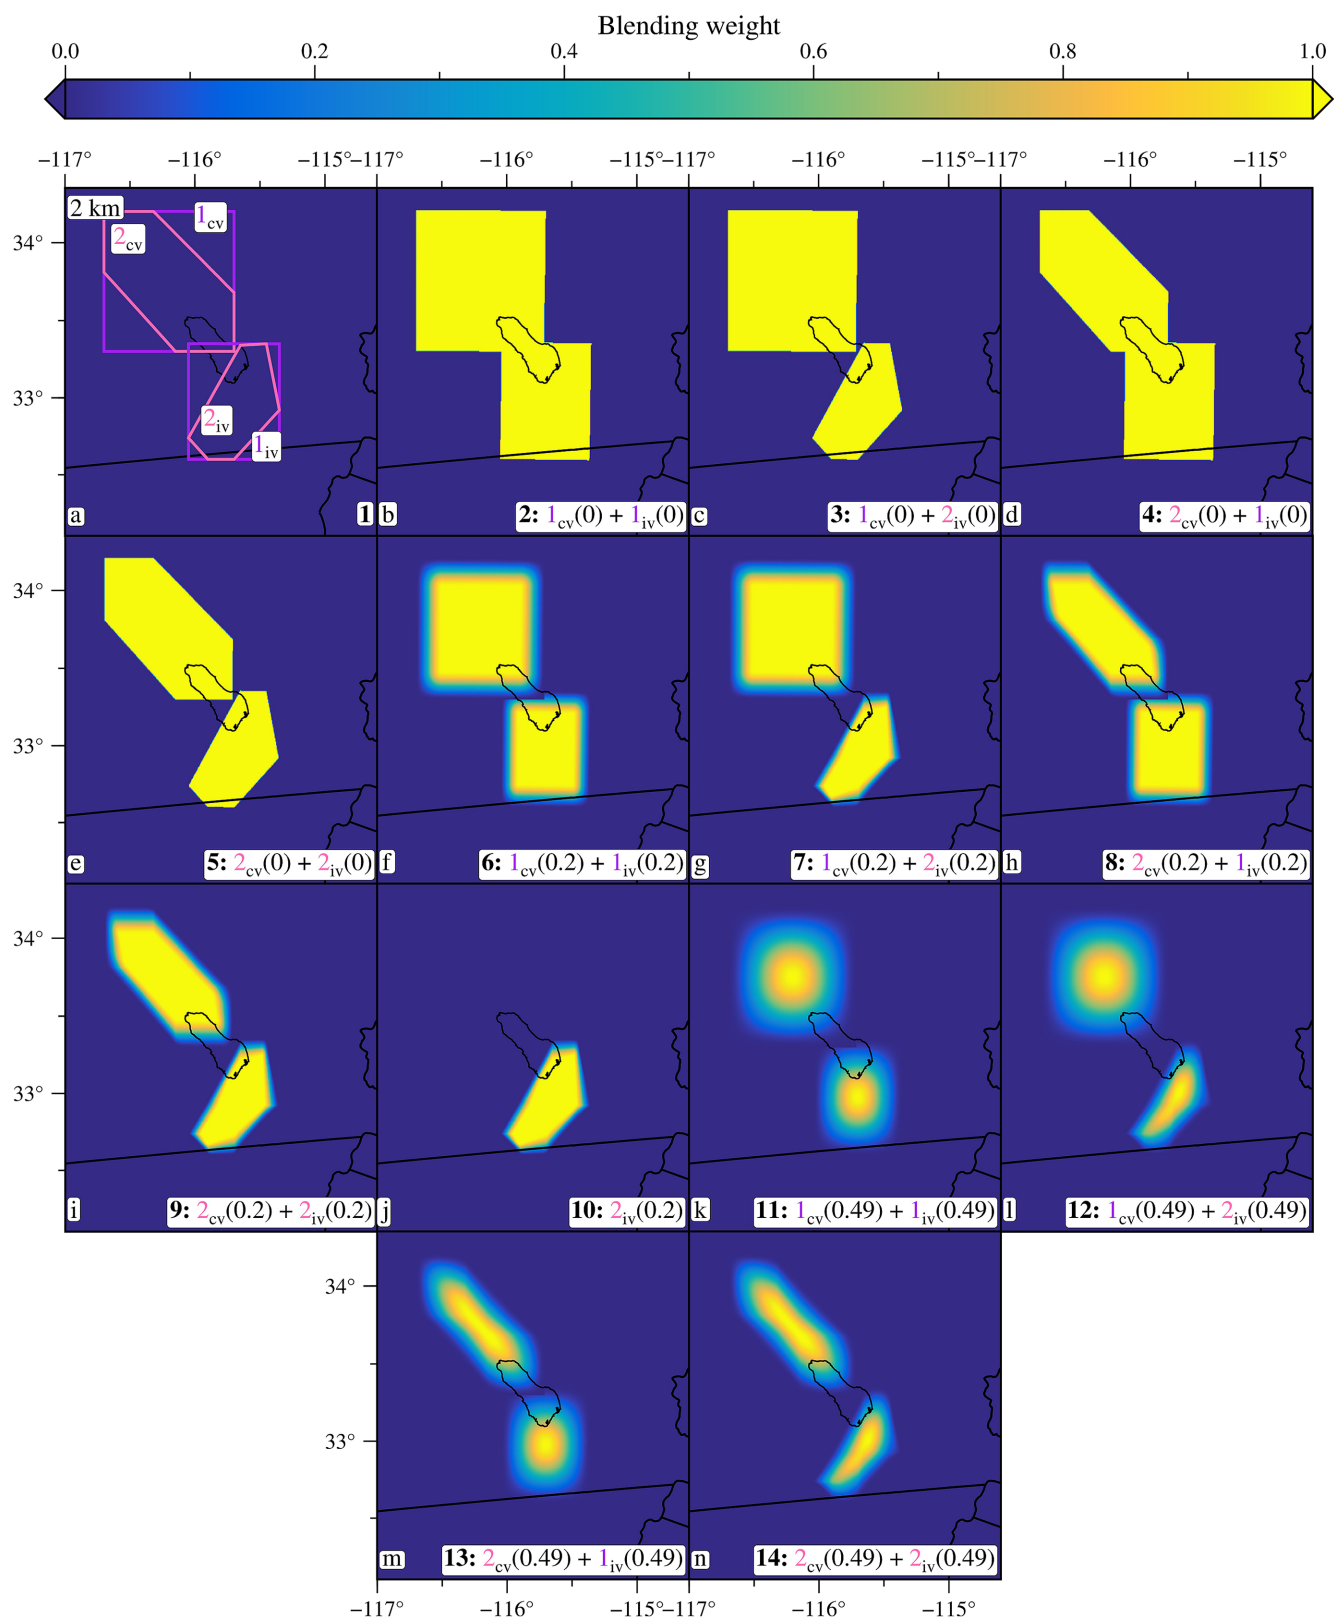 Blending weight
0.0 0.2 0.4 0.6 0.8 1.0
−117° −116° −115° −117° −116° −115° −117° −116° −115° −117° −116° −115°
2 km
1cv
2cv
34°
33°
2iv
1iv
a 1
b 2: 1cv(0) + 1iv(0)
c 3: 1cv(0) + 2iv(0)
d 4: 2cv(0) + 1iv(0)
34°
33°
e 5: 2cv(0) + 2iv(0)
f 6: 1cv(0.2) + 1iv(0.2)
g 7: 1cv(0.2) + 2iv(0.2)
h 8: 2cv(0.2) + 1iv(0.2)
34°
33°
i 9: 2cv(0.2) + 2iv(0.2)
j 10: 2iv(0.2)
k 11: 1cv(0.49) + 1iv(0.49)
l 12: 1cv(0.49) + 2iv(0.49)
34°
33°
m 13: 2cv(0.49) + 1iv(0.49)
n 14: 2cv(0.49) + 2iv(0.49)
−117° −116° −115° −117° −116° −115°